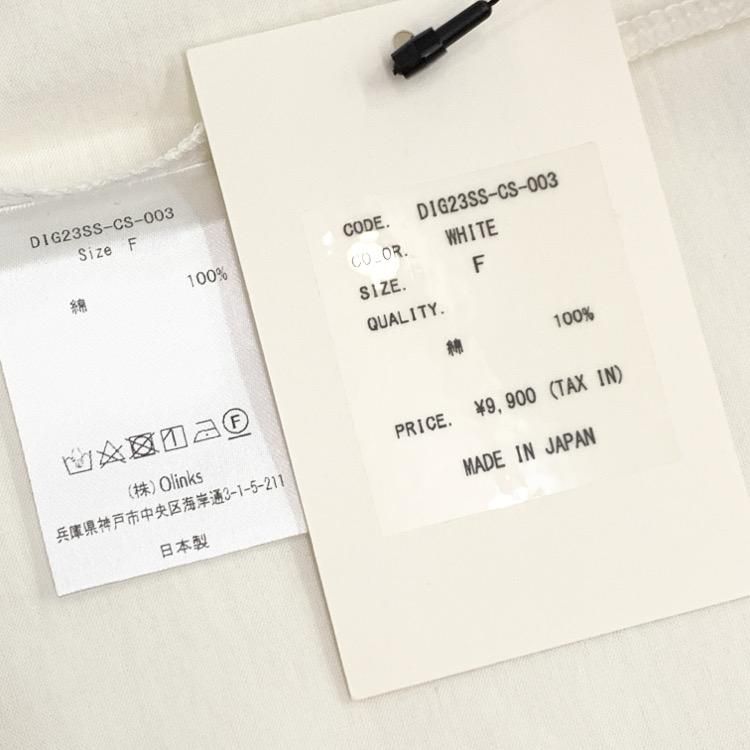 DIG23SS-CS-003
Size F
綿 100%
F
(株)Olinks
兵庫県神戸市中央区海岸通3-1-5-211
日本製
CODE. DIG23SS-CS-003
COLOR. WHITE
SIZE. F
QUALITY.
綿 100%
PRICE. ¥9,900 (TAX IN)
MADE IN JAPAN